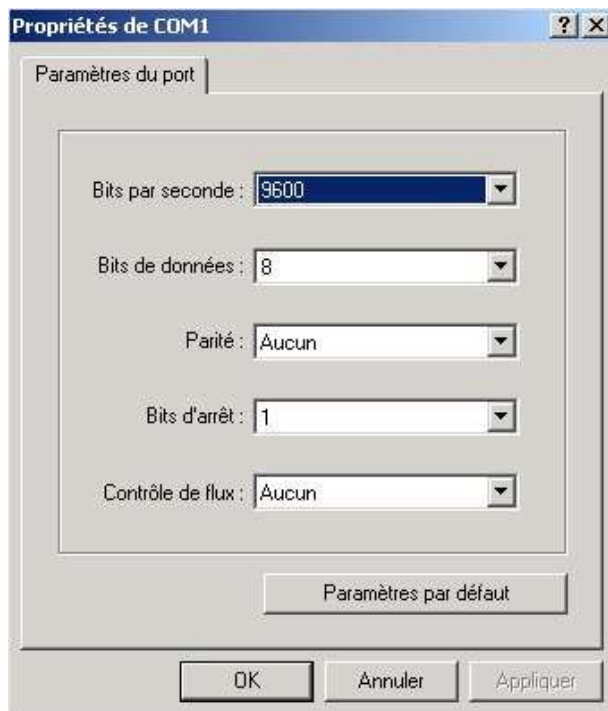 Propriétés de COM1
Paramètres du port
Bits par seconde : 9600
Bits de données : 8
Parité : Aucun
Bits d'arrêt : 1
Contrôle de flux : Aucun
Paramètres par défaut
OK Annuler Appliquer